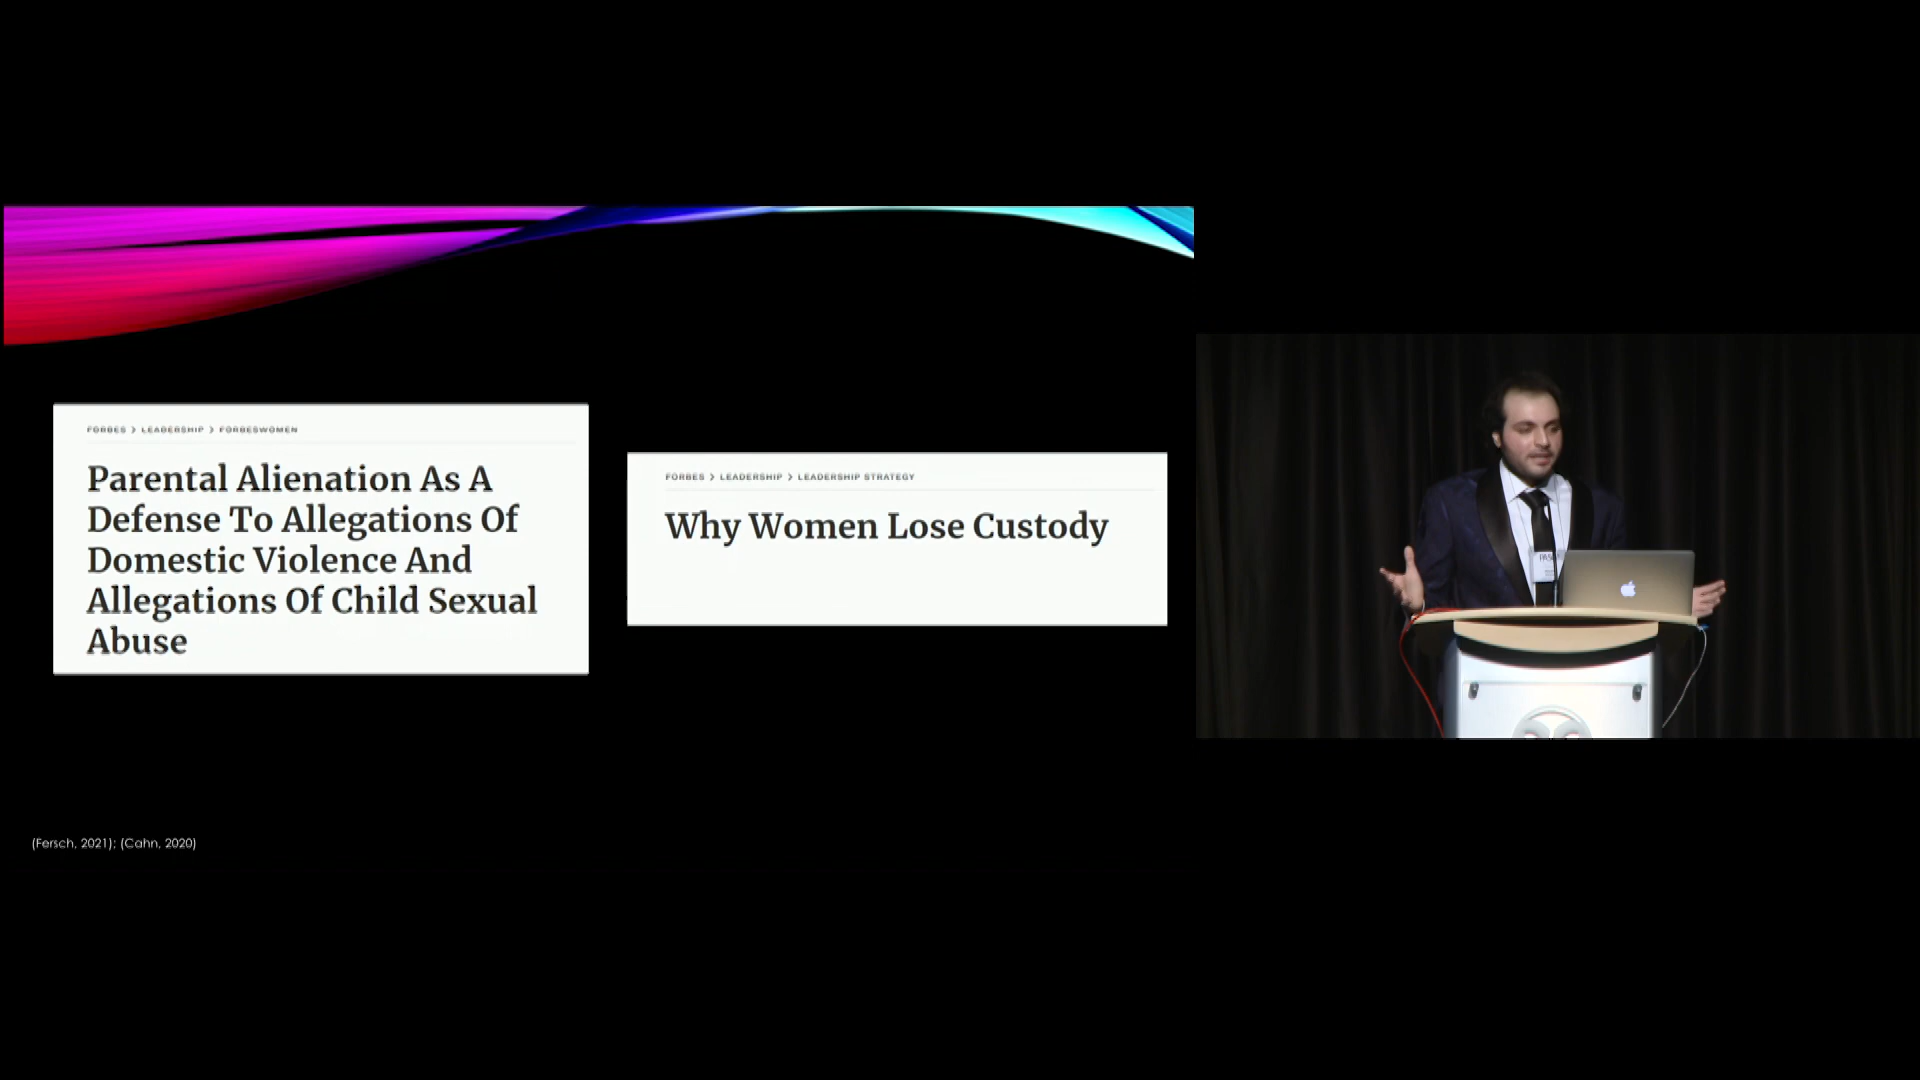 FORBES > LEADERSHIP > FORBESWOMEN
Parental Alienation As A
Defense To Allegations Of
Domestic Violence And
Allegations Of Child Sexual
Abuse
FORBES > LEADERSHIP > LEADERSHIP STRATEGY
Why Women Lose Custody
(Fersch, 2021); (Cahn, 2020)